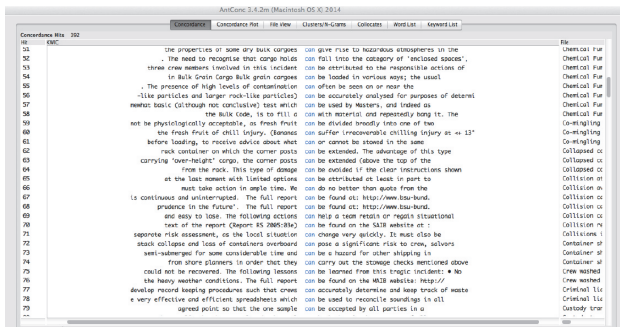 AntConc 3.4.2m (Macintosh OS X) 2014
Concordance Concordance Plot File View Clusters/N-Grams Collocates Word List Keyword List
Concordance Hits 392
Hit KWIC File
51 the properties of some dry bulk cargoes can give rise to hazardous atmospheres in the Chemical Fum
52 . The need to recognise that cargo holds can fall into the category of 'enclosed spaces', Chemical Fum
53 three crew members involved in this incident can be attributed to the responsible actions of Chemical Fum
54 in Bulk Grain Cargo Bulk grain cargoes can be loaded in various ways; the usual Chemical Fum
55 . The presence of high levels of contamination can often be seen on or near the Chemical Fum
56 -like particles and larger rock-like particles) can be accurately analysed for purposes of determi Chemical Fum
57 mewhat basic (although not conclusive) test which can be used by Masters, and indeed as Chemical Fum
58 the Bulk Code, is to fill a can with material and repeatedly bang it. The Chemical Fum
59 not be physiologically acceptable, as fresh fruit can be divided broadly into one of two Co-mingling
60 the fresh fruit of chill injury. (Bananas can suffer irrecoverable chilling injury at <+ 13° Co-mingling
61 before loading, to receive advice about what can or cannot be stowed in the same Co-mingling
62 rack container on which the corner posts can be extended. The advantage of this type Collapsed co
63 carrying 'over-height' cargo, the corner posts can be extended (above the top of the Collapsed co
64 from the rack. This type of damage can be avoided if the clear instructions shown Collapsed co
65 at the last moment with limited options can be attributed at least in part to Collision at
66 must take action in ample time. We can do no better than quote from the Collision ov
67 is continuous and uninterrupted. The full report can be found at: http://www.bsu-bund. Collision re
68 prudence in the future'. The full report can be found at: http://www.bsu-bund. Collision re
69 and easy to lose. The following actions can help a team retain or regain situational Collision re
70 text of the report (Report RS 2005:03e) can be found on the SAIB website at : Collision re
71 separate risk assessment, as the local situation can change very quickly. It must also be Collisions i
72 stack collapse and loss of containers overboard can pose a significant risk to crew, salvors Container sh
73 semi-submerged for some considerable time and can be a hazard for other shipping in Container sh
74 from shore planners in order that they can carry out the stowage checks mentioned above Container sh
75 could not be recovered. The following lessons can be learned from this tragic incident: • No Crew washed
76 the heavy weather conditions. The full report can be found on the MAIB website: http:// Crew washed
77 develop record keeping procedures such that crews can accurately determine and keep track of waste Criminal lia
78 e very effective and efficient spreadsheets which can be used to reconcile soundings in all Criminal lia
79 agreed point so that the one sample can be accepted by all parties in a Custody tran